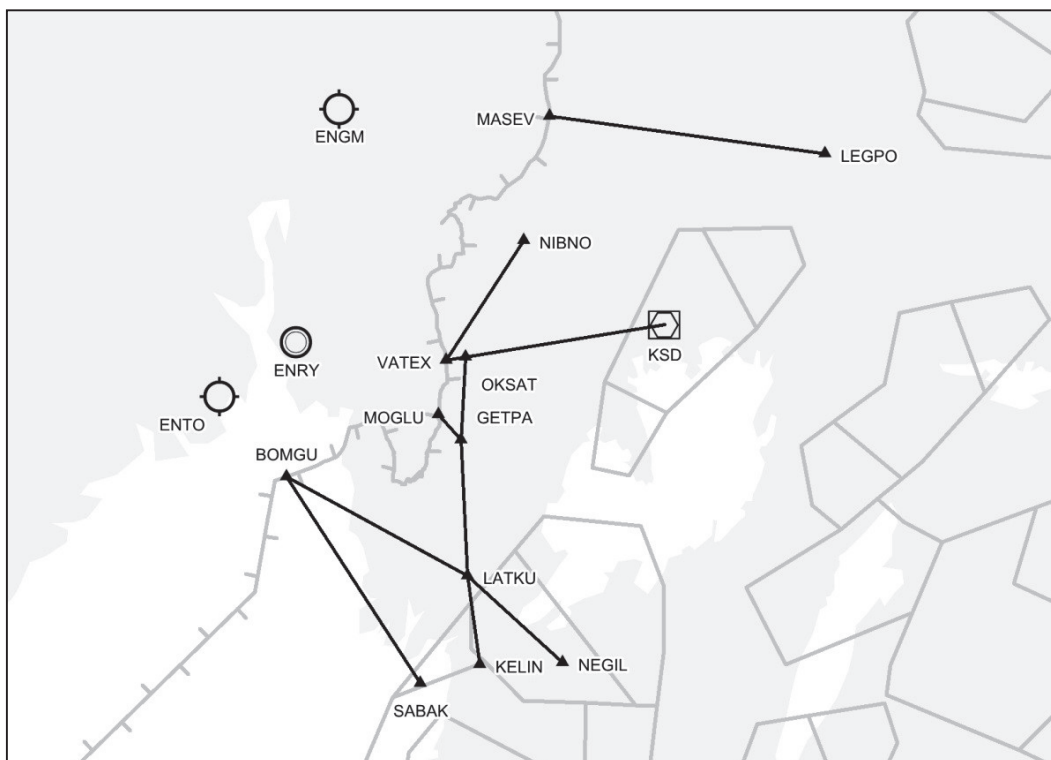 ENGM
MASEV
LEGPO
NIBNO
ENRY
VATEX
KSD
OKSAT
ENTO
MOGLU
GETPA
BOMGU
LATKU
KELIN
NEGIL
SABAK